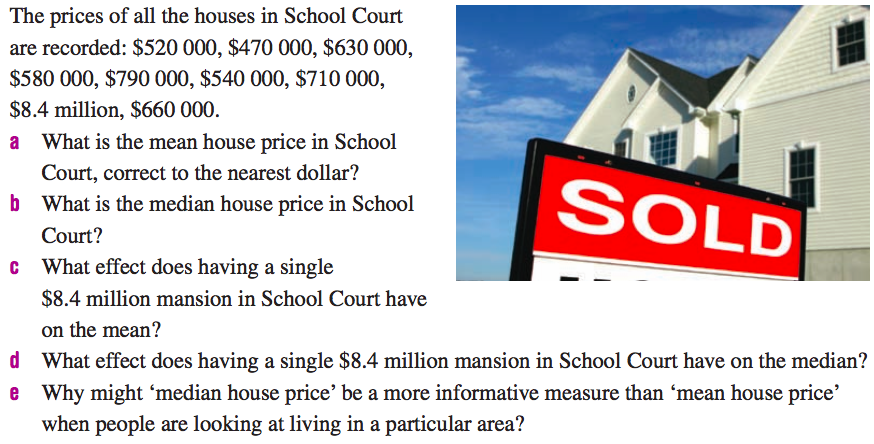 The prices of all the houses in School Court
are recorded: $520 000, $470 000, $630 000,
$580 000, $790 000, $540 000, $710 000,
$8.4 million, $660 000.
a What is the mean house price in School
Court, correct to the nearest dollar?
b What is the median house price in School
Court?
c What effect does having a single
$8.4 million mansion in School Court have
on the mean?
d What effect does having a single $8.4 million mansion in School Court have on the median?
e Why might ‘median house price’ be a more informative measure than ‘mean house price’
when people are looking at living in a particular area?
SOLD